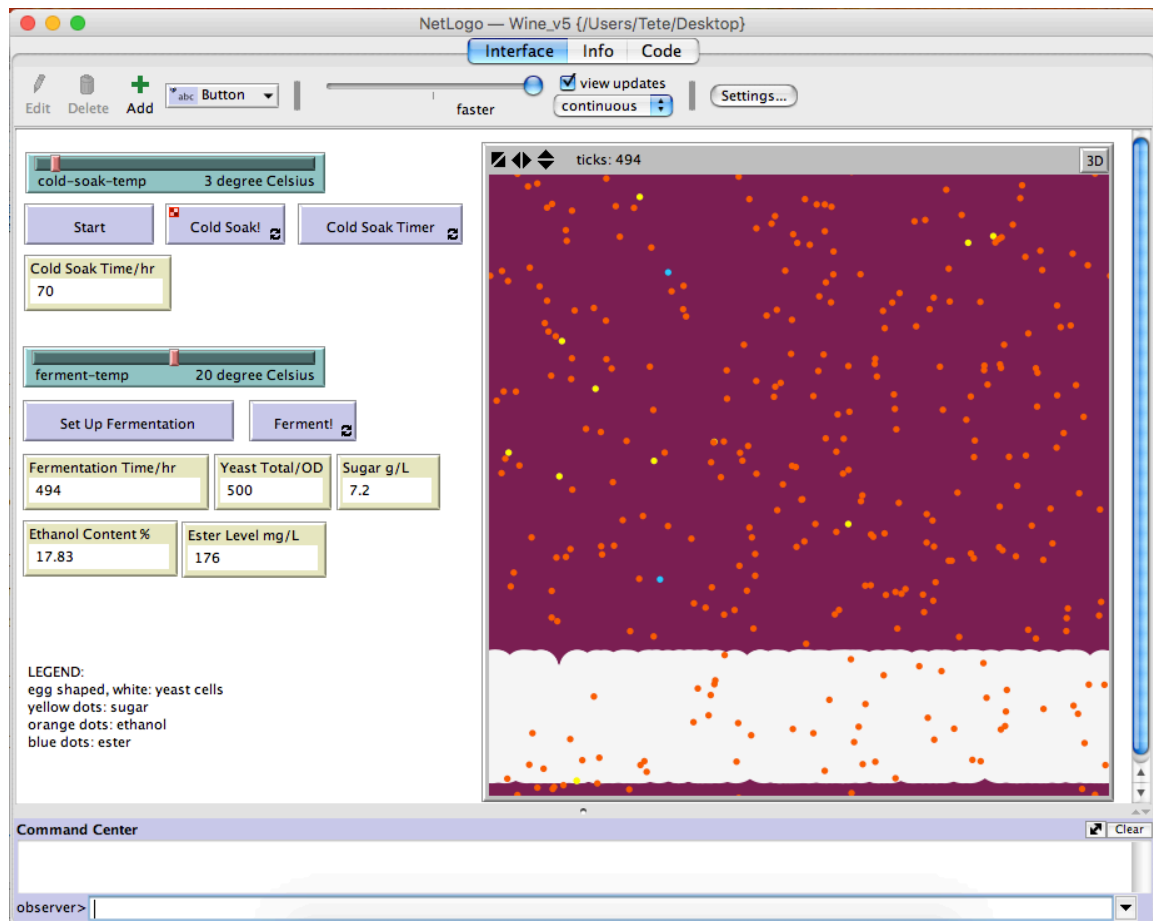 NetLogo — Wine_v5 {/Users/Tete/Desktop}
Interface Info Code
Edit Delete Add abc Button faster view updates continuous Settings...
ticks: 494 3D
cold-soak-temp 3 degree Celsius
Start Cold Soak! Cold Soak Timer
Cold Soak Time/hr
70
ferment-temp 20 degree Celsius
Set Up Fermentation Ferment!
Fermentation Time/hr Yeast Total/OD Sugar g/L
494 500 7.2
Ethanol Content % Ester Level mg/L
17.83 176
LEGEND:
egg shaped, white: yeast cells
yellow dots: sugar
orange dots: ethanol
blue dots: ester
Command Center Clear
observer>